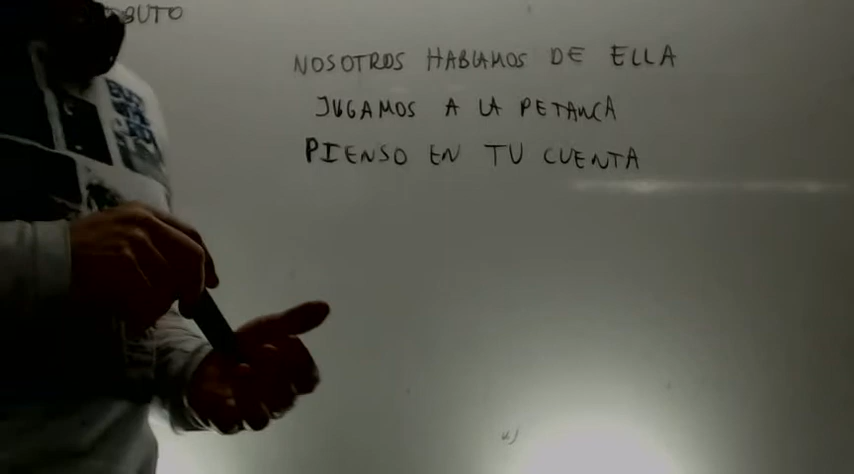 NOSOTROS HABLAMOS DE ELLA
JUGAMOS A LA PETANCA
PIENSO EN TU CUENTA